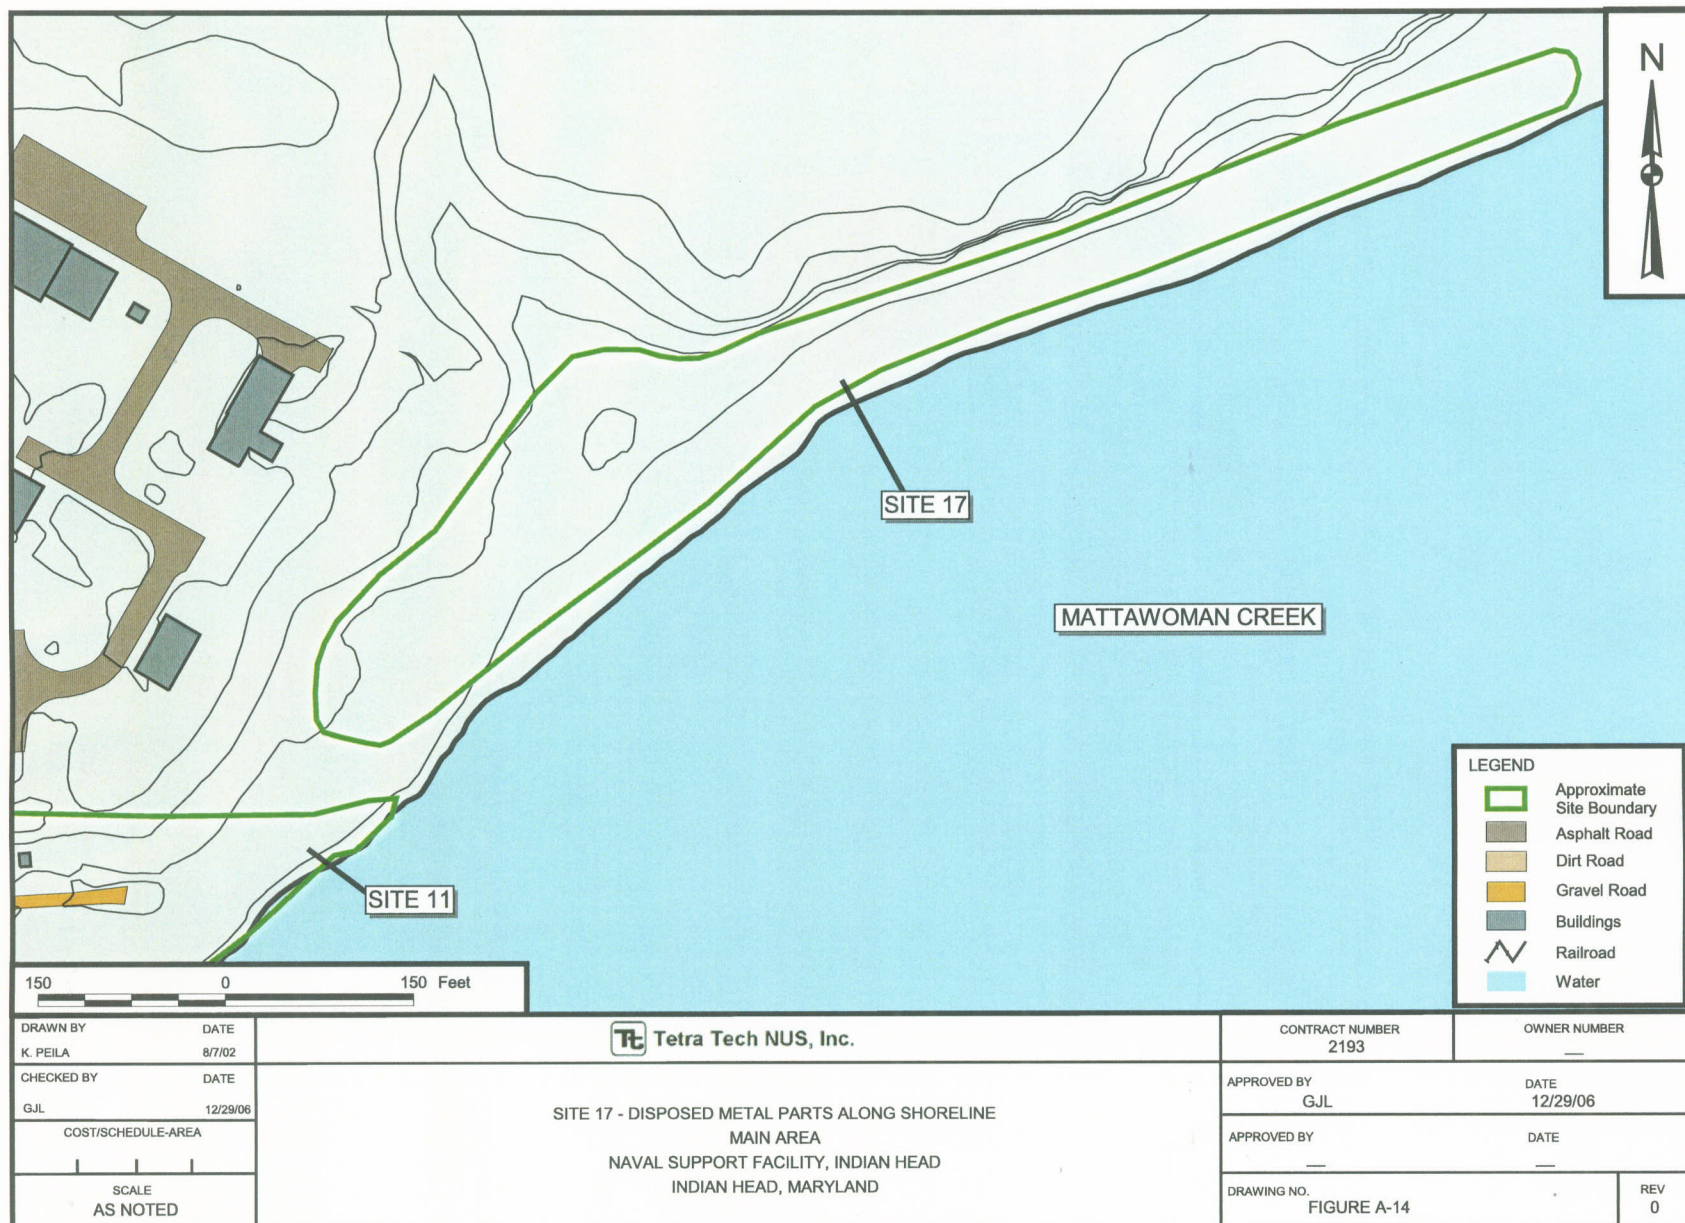 N
SITE 17
MATTAWOMAN CREEK
SITE 11
LEGEND
Approximate
Site Boundary
Asphalt Road
Dirt Road
Gravel Road
Buildings
Railroad
Water
150 0 150 Feet
DRAWN BY DATE
K. PEILA 8/7/02
CHECKED BY DATE
GJL 12/29/06
COST/SCHEDULE-AREA
SCALE
AS NOTED
Tt Tetra Tech NUS, Inc.
SITE 17 - DISPOSED METAL PARTS ALONG SHORELINE
MAIN AREA
NAVAL SUPPORT FACILITY, INDIAN HEAD
INDIAN HEAD, MARYLAND
CONTRACT NUMBER
2193
OWNER NUMBER
—
APPROVED BY DATE
GJL 12/29/06
APPROVED BY DATE
— —
DRAWING NO.
FIGURE A-14
REV
0